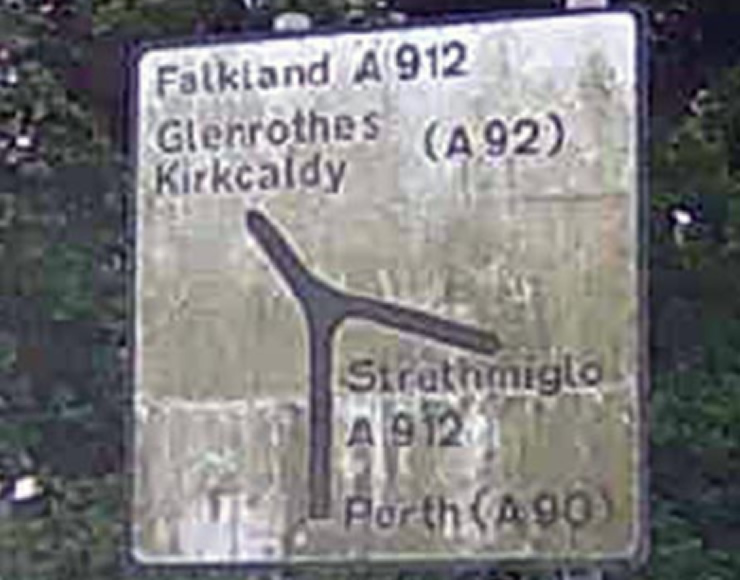 Falkland A 912
Glenrothes (A 92)
Kirkcaldy
Strathmiglo
A 912
Perth (A 90)